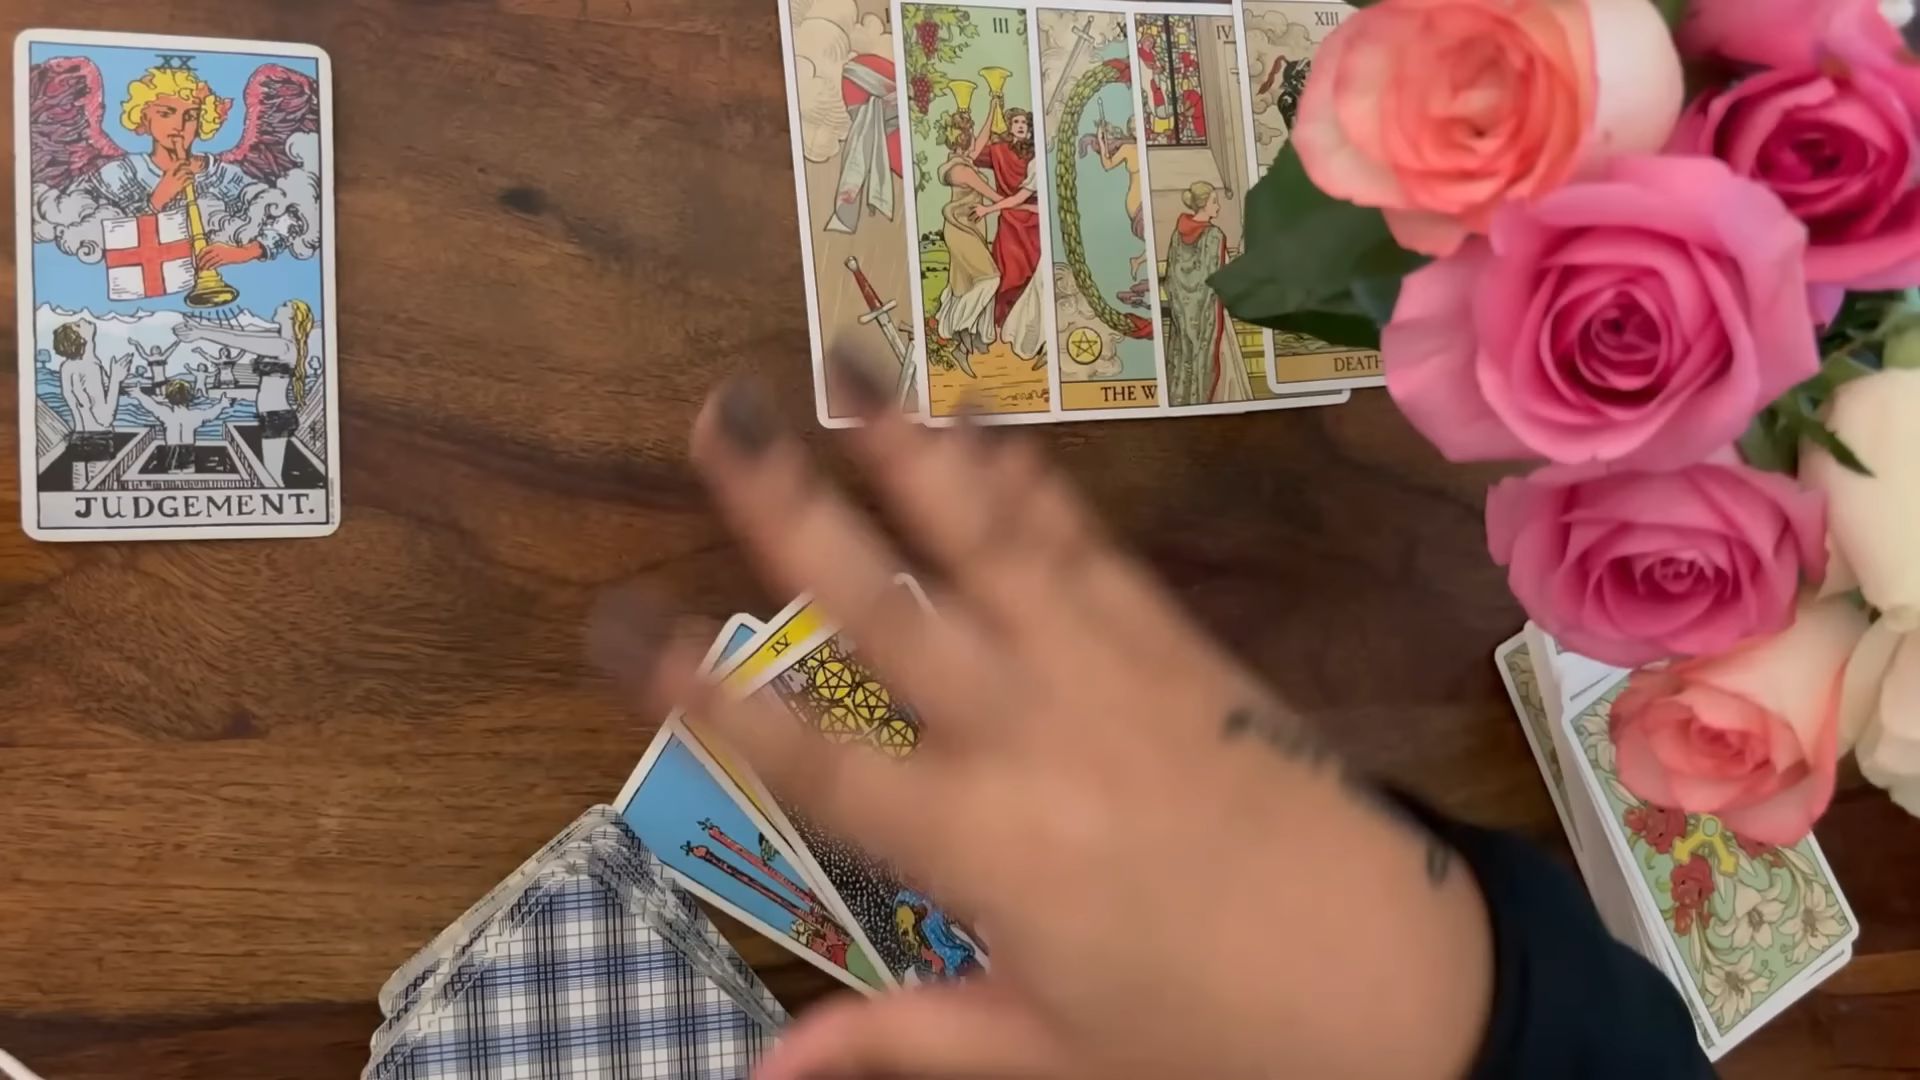 XX
JUDGEMENT.
III
X
THE W
IV
XIII
DEATH
IV